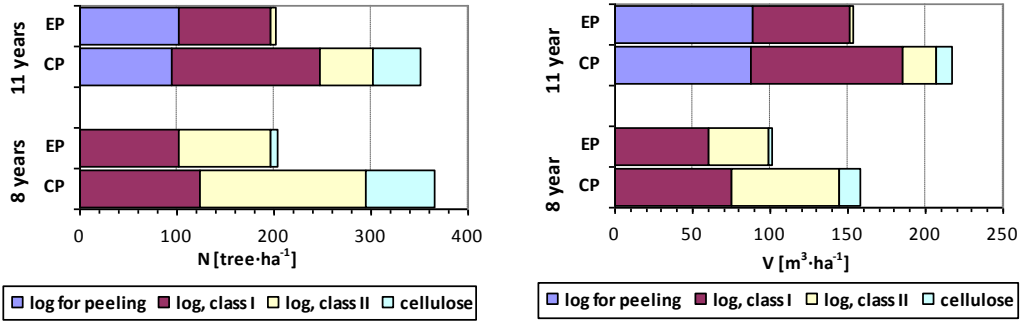 11 years
EP
CP
8 years
EP
CP
0 100 200 300 400
N [tree·ha⁻¹]
log for peeling log, class I log, class II cellulose
11 year
EP
CP
8 year
EP
CP
0 50 100 150 200 250
V [m³·ha⁻¹]
log for peeling log, class I log, class II cellulose